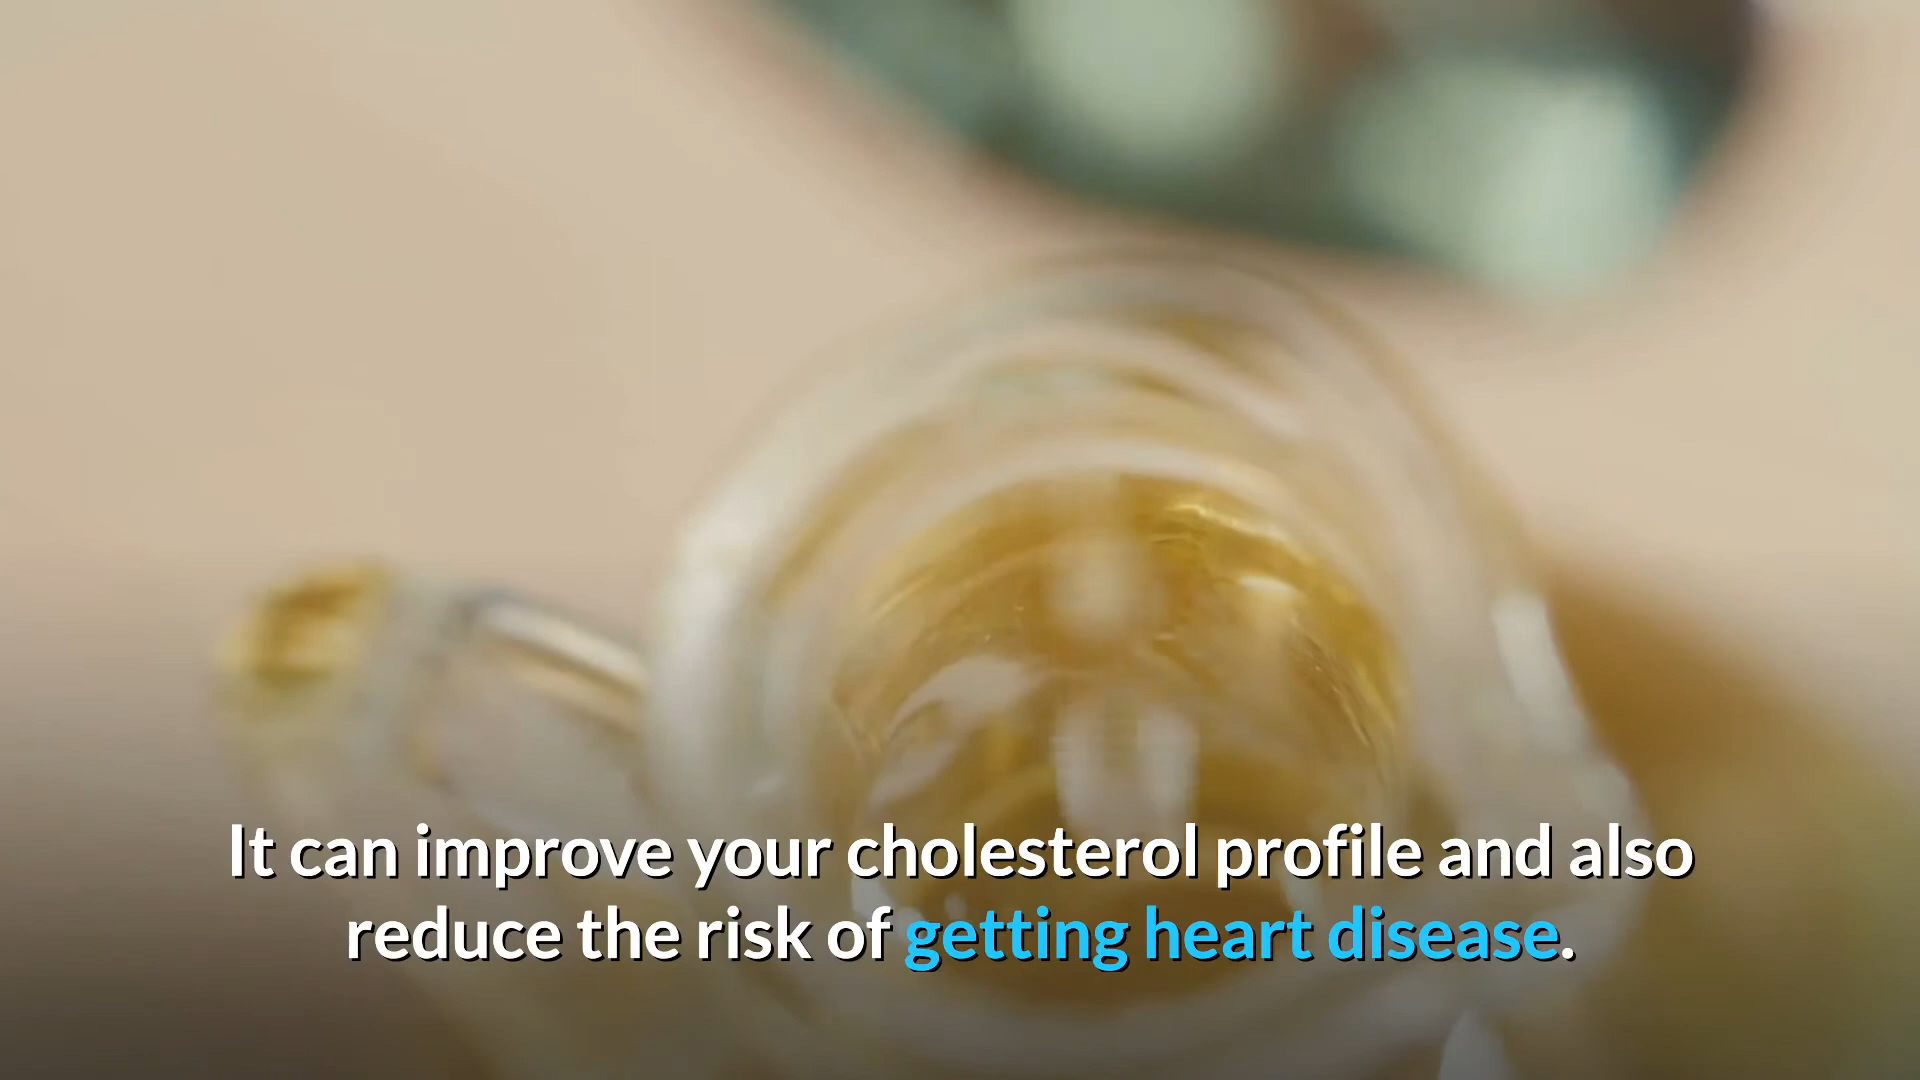 It can improve your cholesterol profile and also
reduce the risk of getting heart disease.